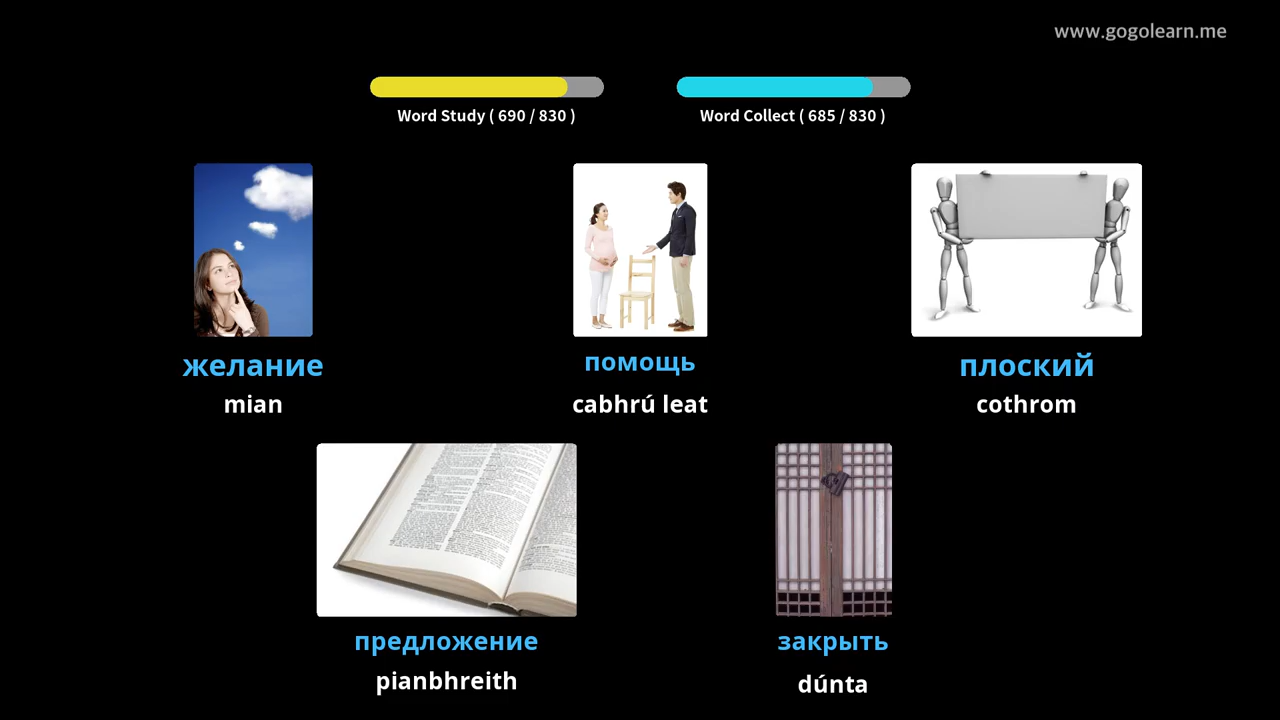 www.gogolearn.me
Word Study ( 690 / 830 )
Word Collect ( 685 / 830 )
желание
mian
помощь
cabhrú leat
плоский
cothrom
предложение
pianbhreith
закрыть
dúnta